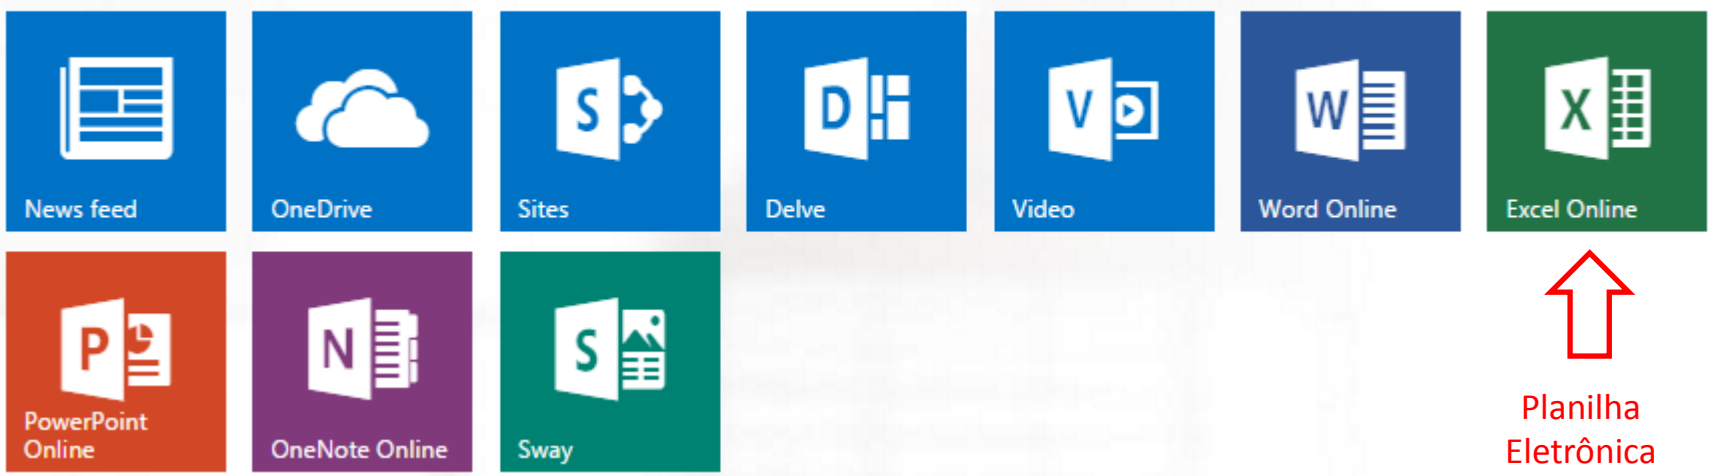 News feed
OneDrive
S
Sites
D
Delve
V
Video
W
Word Online
X
Excel Online
P
PowerPoint
Online
N
OneNote Online
S
Sway
Planilha
Eletrônica